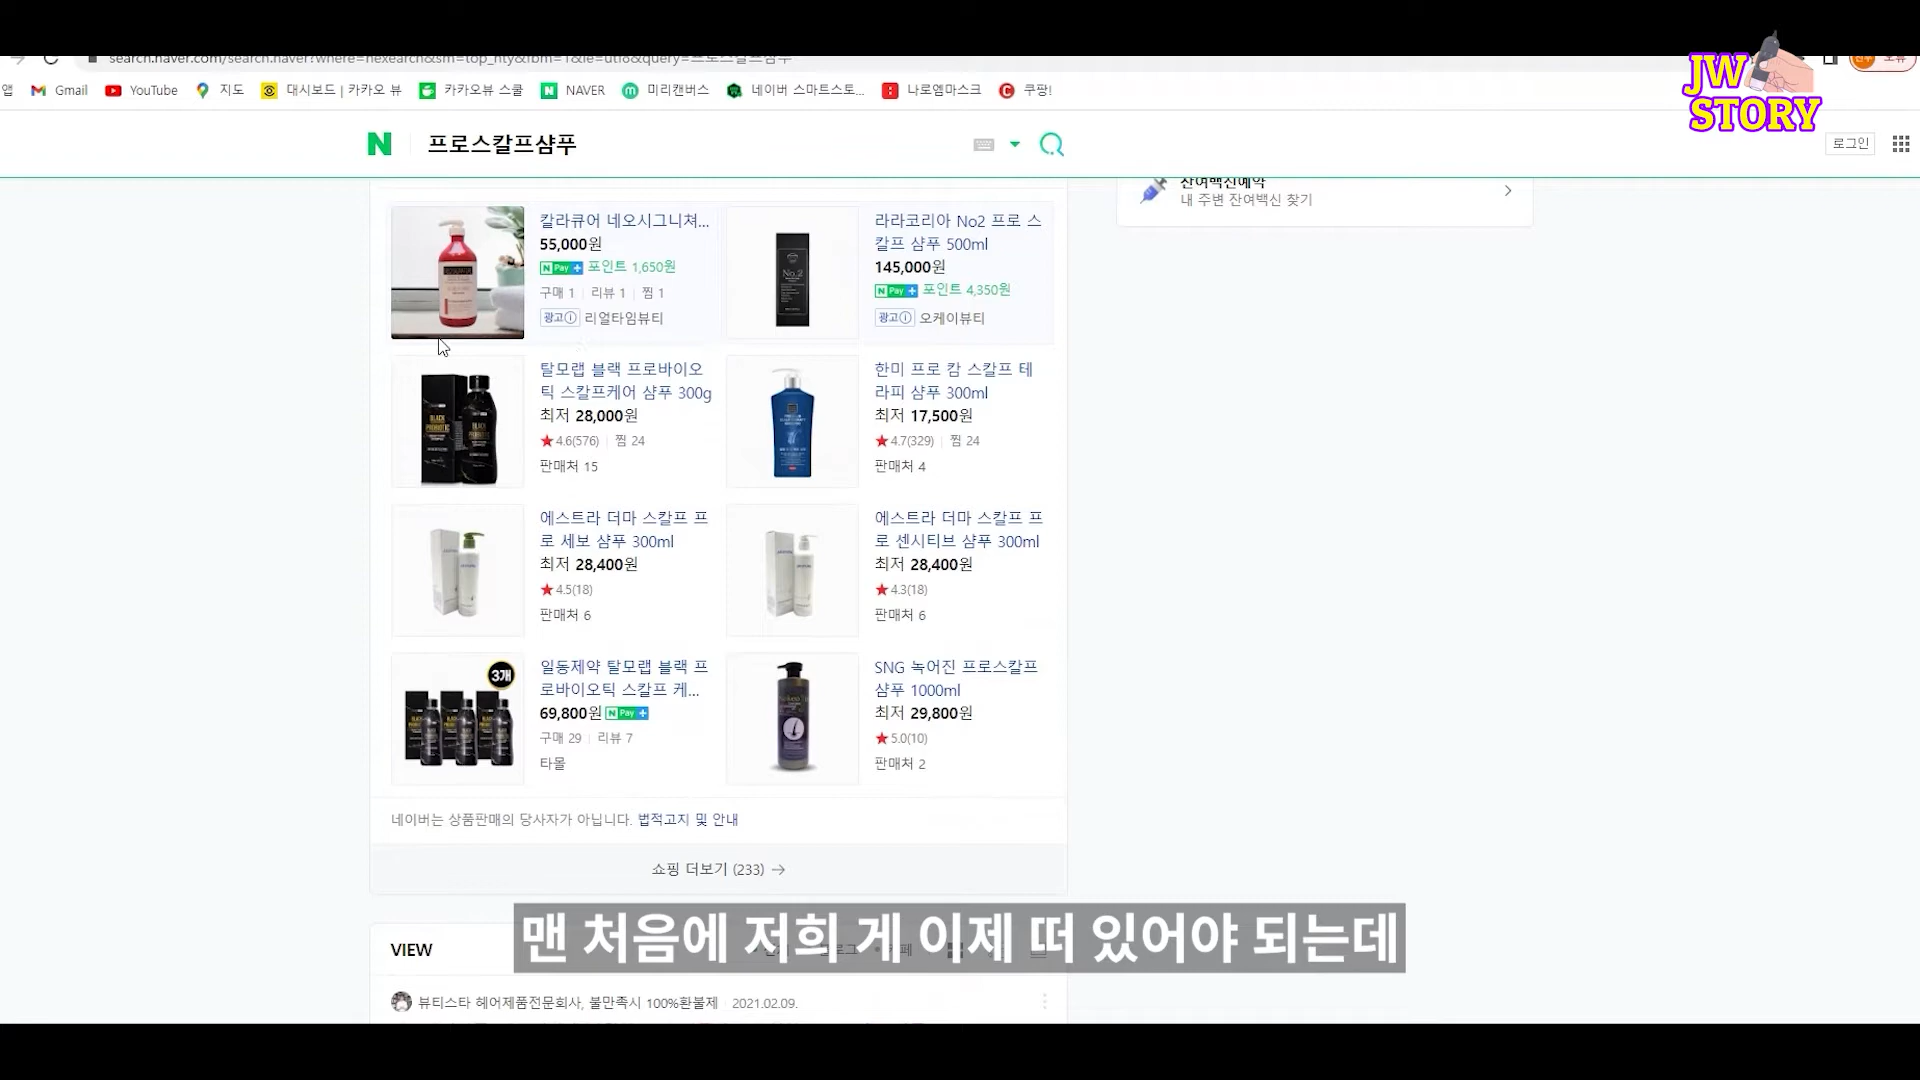 search.naver.com/search.naver?where=nexearch&sm=top_hty&fbm=1&ie=utf8&query=프로스칼프샴푸
앱 Gmail YouTube 지도 대시보드 | 카카오 뷰 카카오뷰 스쿨 NAVER 미리캔버스 네이버 스마트스토... 나로엠마스크 쿠팡!
JW
STORY
N 프로스칼프샴푸
로그인
잔여백신예약
내 주변 잔여백신 찾기
칼라큐어 네오시그니쳐...
55,000원
N Pay + 포인트 1,650원
구매 1 리뷰 1 찜 1
광고 리얼타임뷰티
라라코리아 No2 프로 스
칼프 샴푸 500ml
145,000원
N Pay + 포인트 4,350원
광고 오케이뷰티
No.2
탈모랩 블랙 프로바이오
틱 스칼프케어 샴푸 300g
최저 28,000원
4.6(576) 찜 24
판매처 15
BLACK
PROBIOTIC
한미 프로 캄 스칼프 테
라피 샴푸 300ml
최저 17,500원
4.7(329) 찜 24
판매처 4
에스트라 더마 스칼프 프
로 세보 샴푸 300ml
최저 28,400원
4.5(18)
판매처 6
에스트라 더마 스칼프 프
로 센시티브 샴푸 300ml
최저 28,400원
4.3(18)
판매처 6
3개
일동제약 탈모랩 블랙 프
로바이오틱 스칼프 케...
69,800원 N Pay +
구매 29 리뷰 7
타몰
SNG 녹어진 프로스칼프
샴푸 1000ml
최저 29,800원
5.0(10)
판매처 2
네이버는 상품판매의 당사자가 아닙니다. 법적고지 및 안내
쇼핑 더보기 (233) →
VIEW
맨 처음에 저희 게 이제 떠 있어야 되는데
뷰티스타 헤어제품전문회사, 불만족시 100%환불제 2021.02.09.